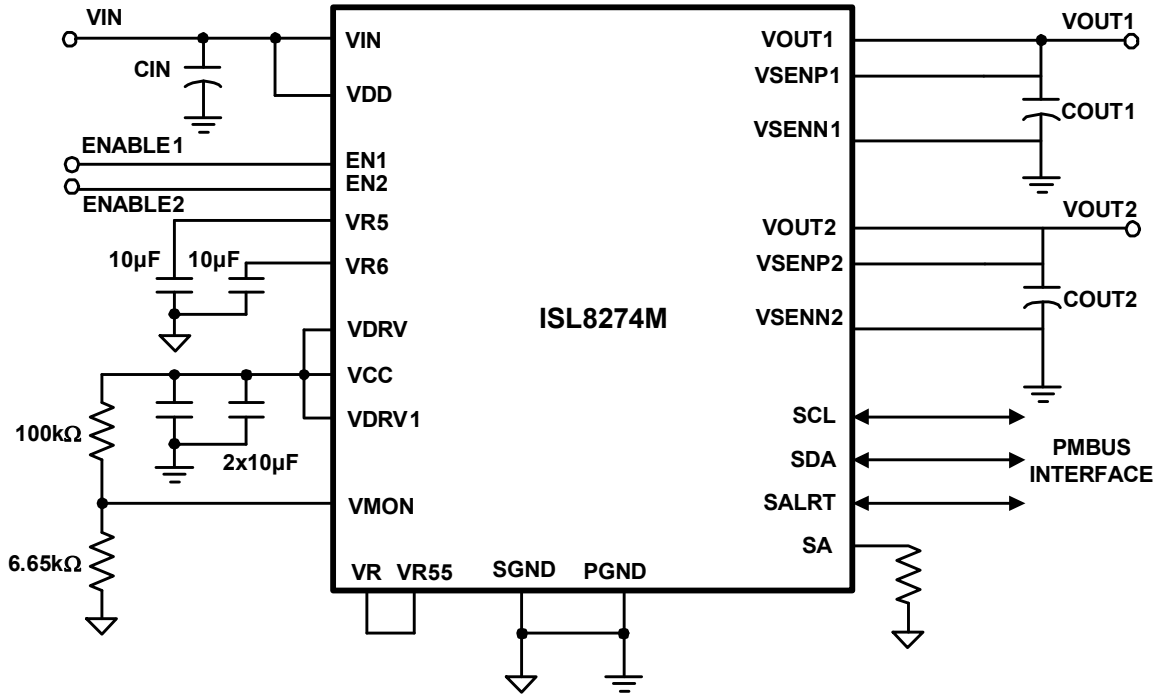 VIN
VIN
CIN
VDD
ENABLE1
EN1
EN2
ENABLE2
VR5
10µF 10µF
VR6
VDRV
VCC
VDRV1
100kΩ
2x10µF
VMON
6.65kΩ
VR VR55 SGND PGND
ISL8274M
VOUT1
VOUT1
VSENP1
COUT1
VSENN1
VOUT2
VOUT2
VSENP2
COUT2
VSENN2
SCL
SDA
PMBUS
INTERFACE
SALRT
SA